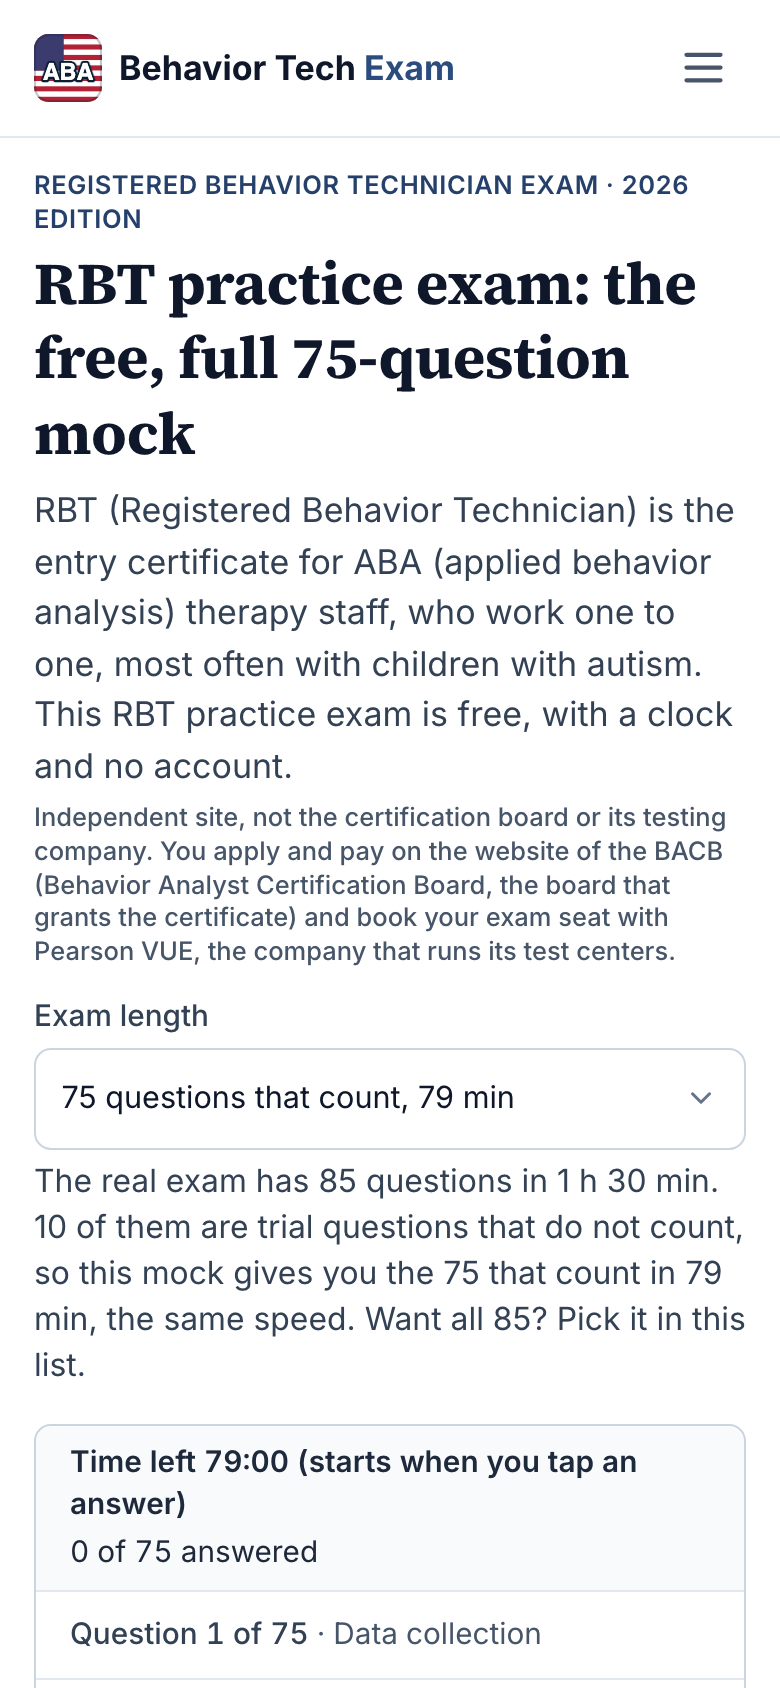 ABA
Behavior Tech Exam
REGISTERED BEHAVIOR TECHNICIAN EXAM · 2026
EDITION
RBT practice exam: the
free, full 75-question
mock
RBT (Registered Behavior Technician) is the
entry certificate for ABA (applied behavior
analysis) therapy staff, who work one to
one, most often with children with autism.
This RBT practice exam is free, with a clock
and no account.
Independent site, not the certification board or its testing
company. You apply and pay on the website of the BACB
(Behavior Analyst Certification Board, the board that
grants the certificate) and book your exam seat with
Pearson VUE, the company that runs its test centers.
Exam length
75 questions that count, 79 min
The real exam has 85 questions in 1 h 30 min.
10 of them are trial questions that do not count,
so this mock gives you the 75 that count in 79
min, the same speed. Want all 85? Pick it in this
list.
Time left 79:00 (starts when you tap an
answer)
0 of 75 answered
Question 1 of 75 · Data collection